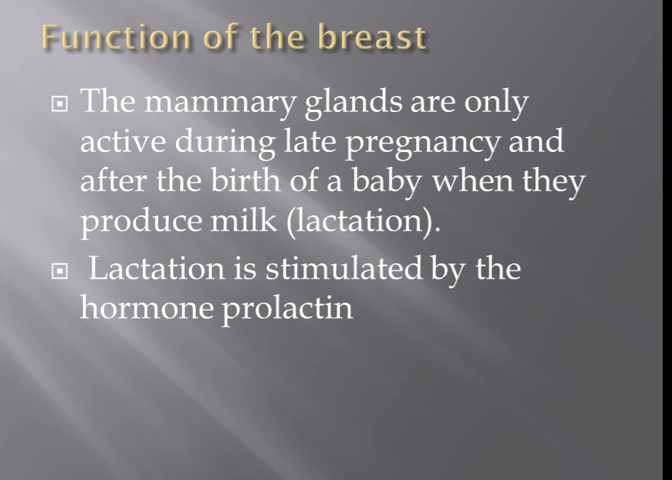 Function of the breast
The mammary glands are only
active during late pregnancy and
after the birth of a baby when they
produce milk (lactation).
Lactation is stimulated by the
hormone prolactin